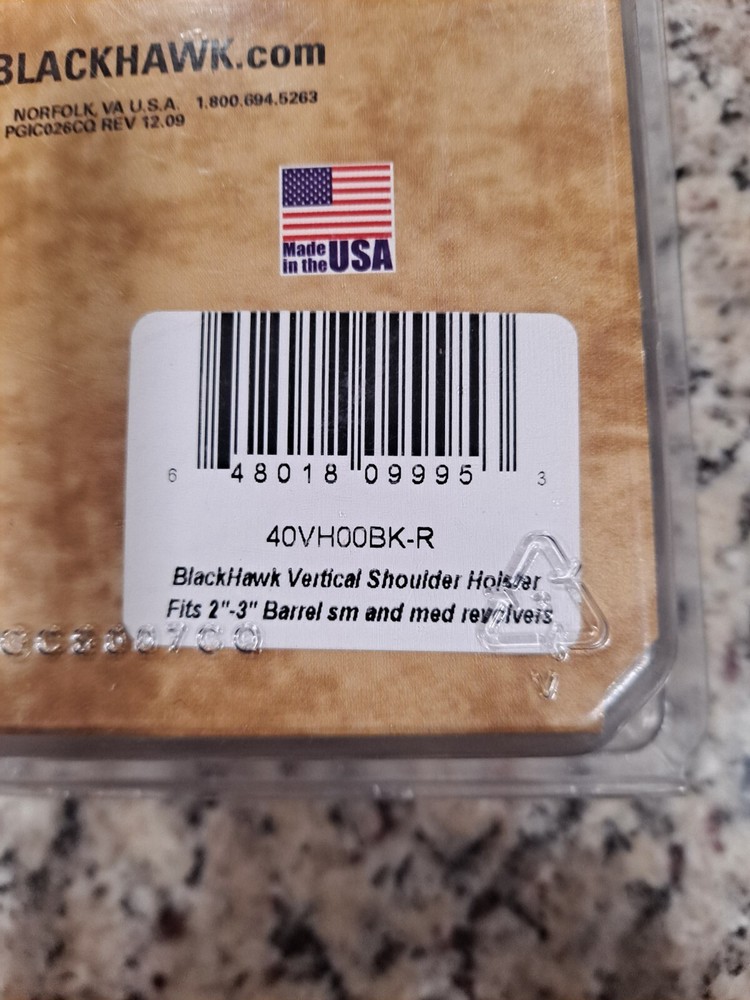 BLACKHAWK.com
NORFOLK, VA U.S.A. 1.800.694.5263
PGIC026CQ REV 12.09
Made
in the USA
6 48018 09995 3
40VH00BK-R
BlackHawk Vertical Shoulder Holster
Fits 2"-3" Barrel sm and med revolvers